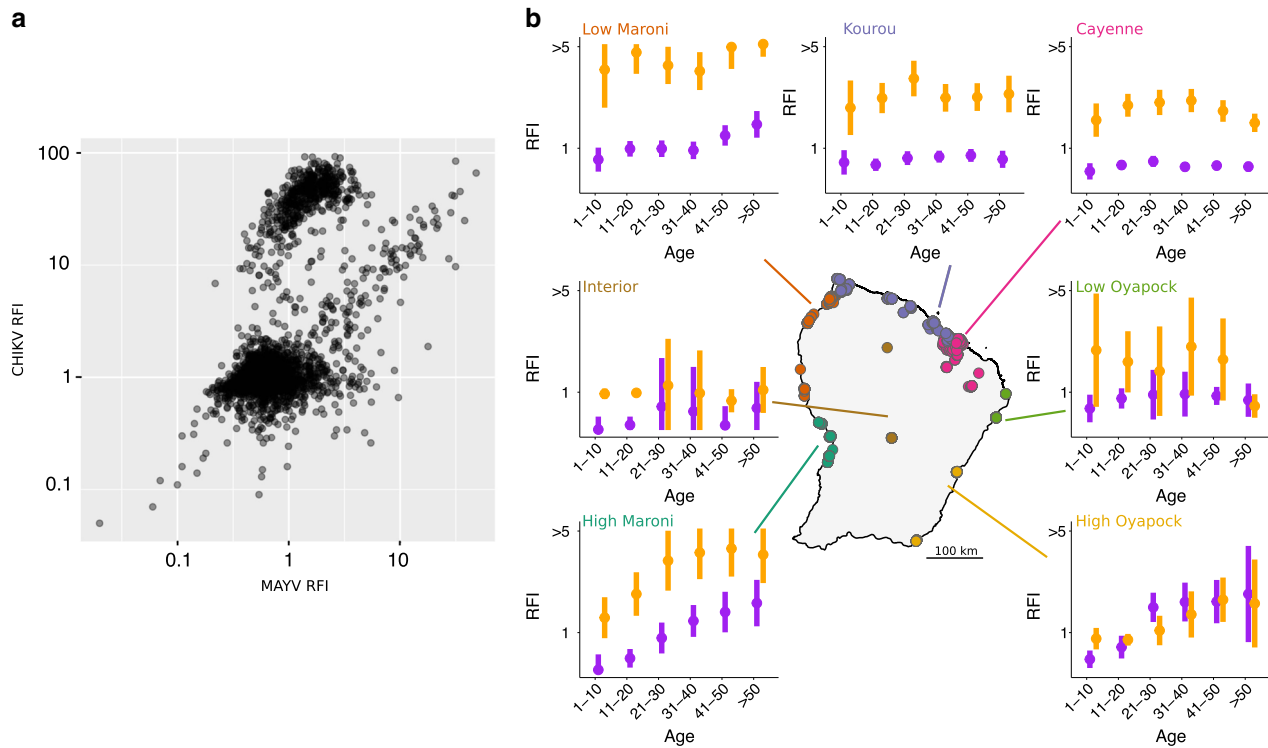 a
100
10
1
0.1
CHIKV RFI
0.1
1
10
MAYV RFI
b
Low Maroni
>5
1
RFI
1–10
11–20
21–30
31–40
41–50
>50
Age
Kourou
>5
1
RFI
1–10
11–20
21–30
31–40
41–50
>50
Age
Cayenne
>5
1
RFI
1–10
11–20
21–30
31–40
41–50
>50
Age
Interior
>5
1
RFI
1–10
11–20
21–30
31–40
41–50
>50
Age
Low Oyapock
>5
1
RFI
1–10
11–20
21–30
31–40
41–50
>50
Age
High Maroni
>5
1
RFI
1–10
11–20
21–30
31–40
41–50
>50
Age
100 km
High Oyapock
>5
1
RFI
1–10
11–20
21–30
31–40
41–50
>50
Age